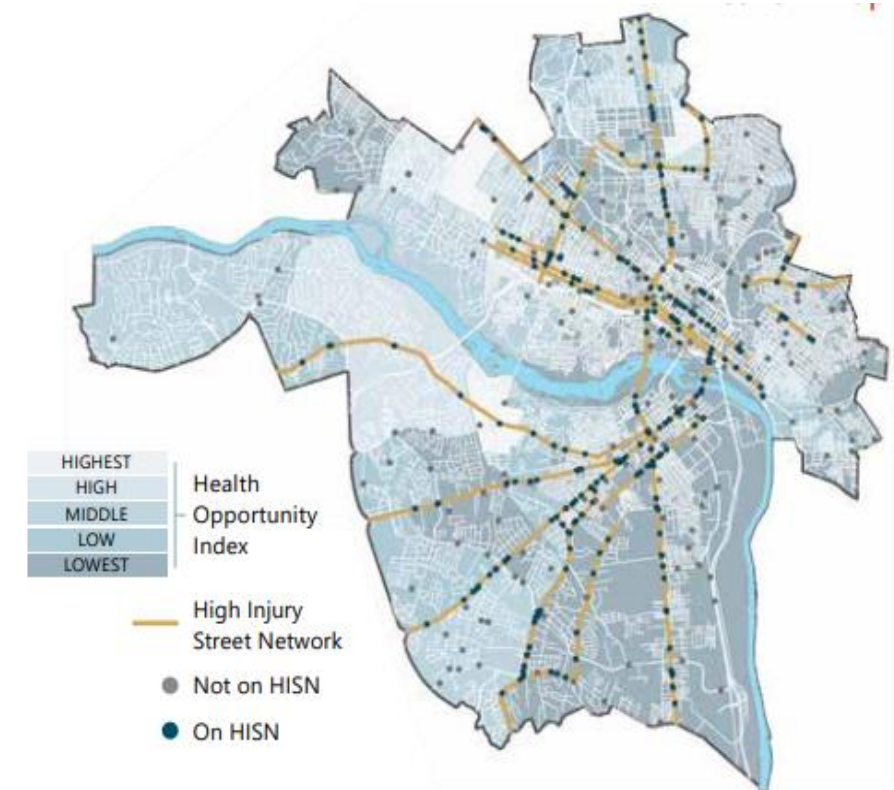 HIGHEST
HIGH
MIDDLE
LOW
LOWEST
Health
Opportunity
Index
High Injury
Street Network
Not on HISN
On HISN